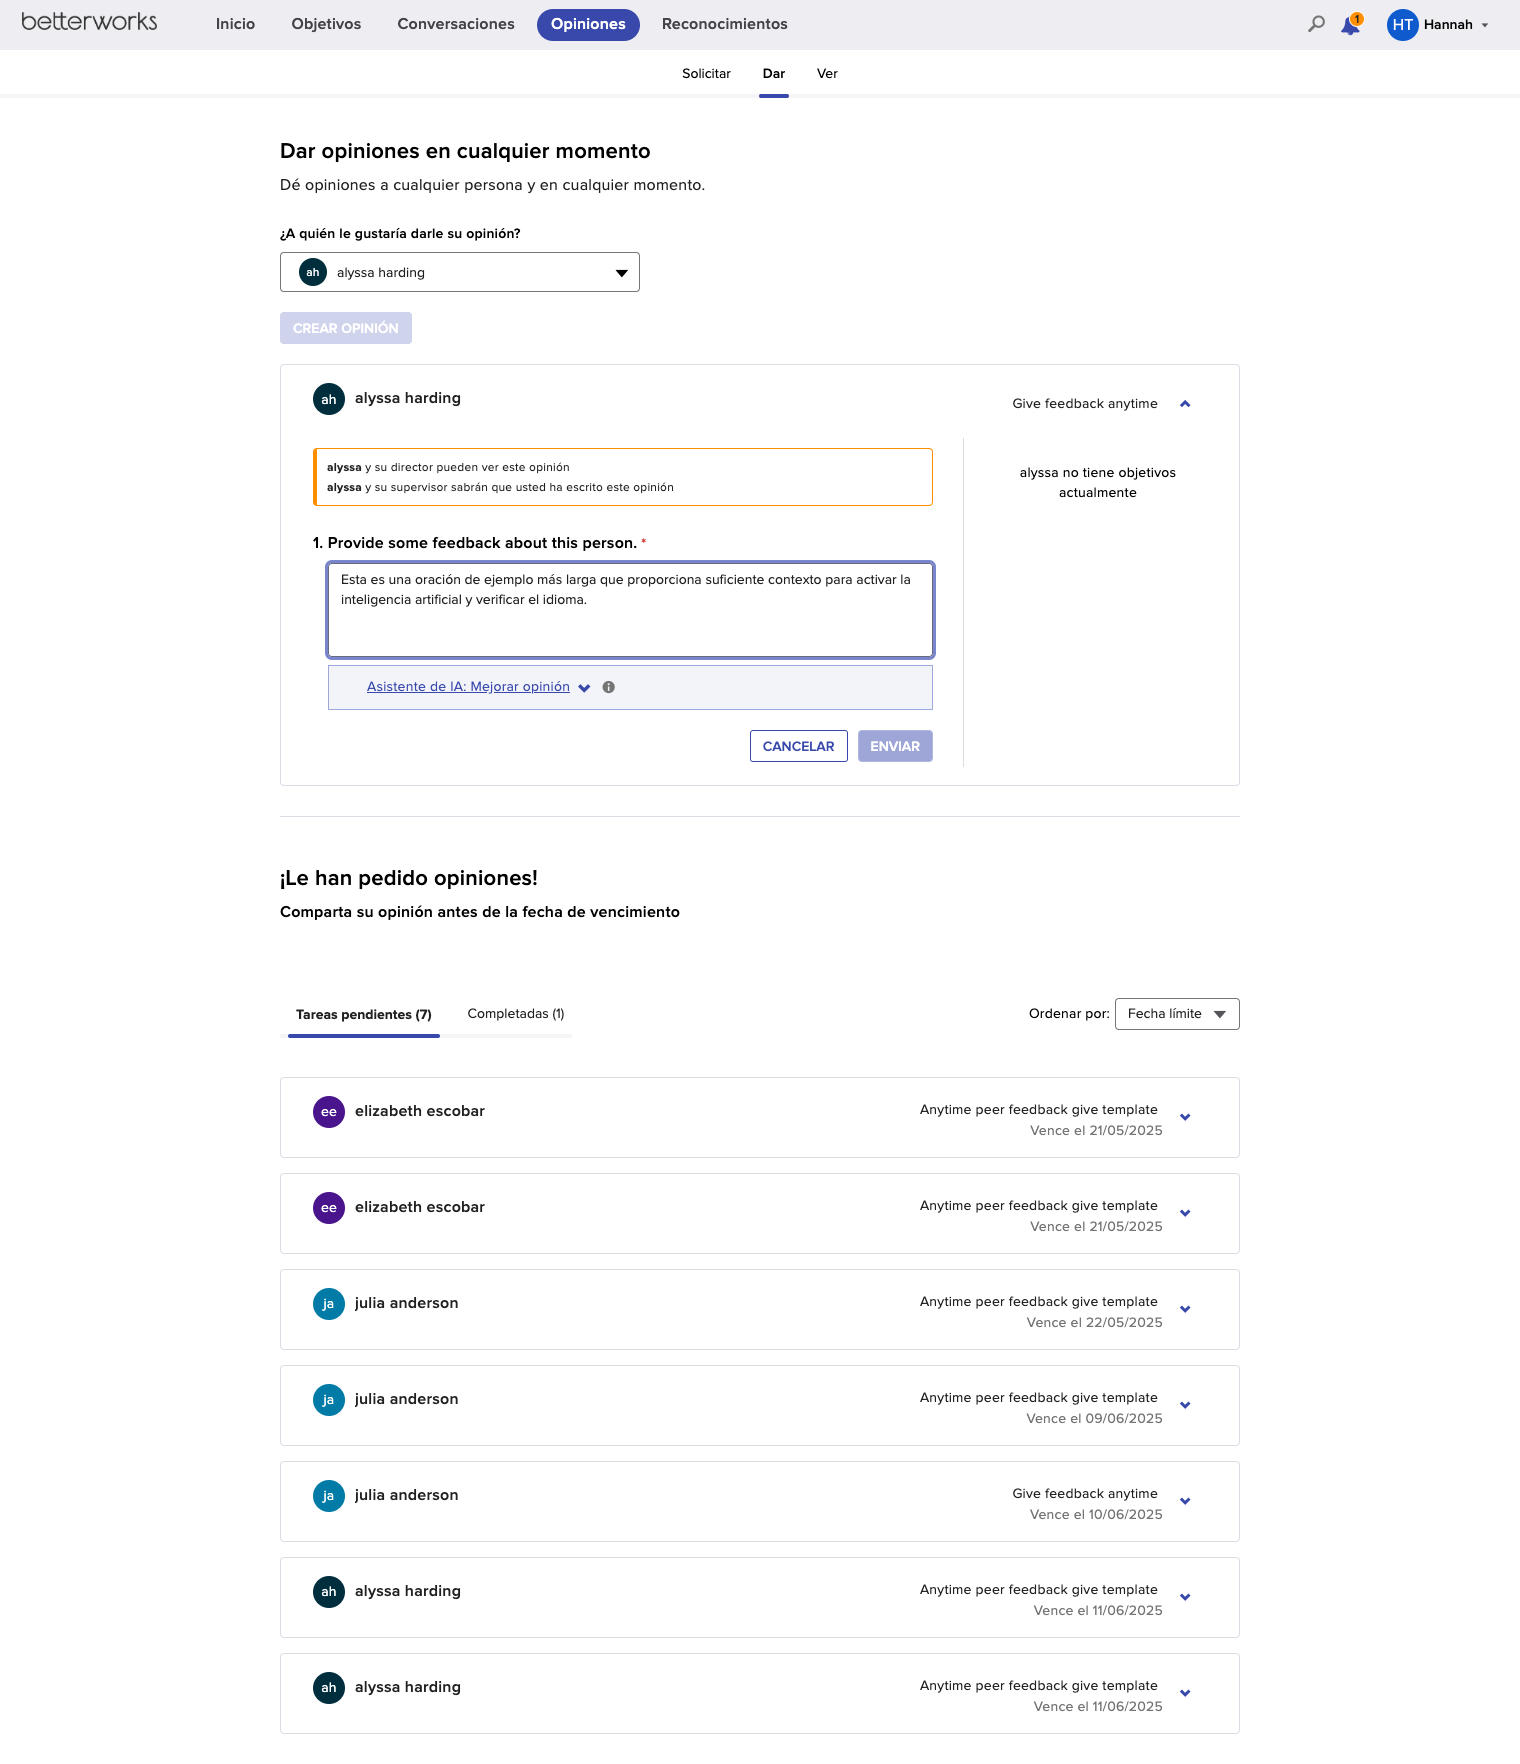 betterworks
Inicio
Objetivos
Conversaciones
Opiniones
Reconocimientos
1
HT
Hannah
Solicitar
Dar
Ver
Dar opiniones en cualquier momento
Dé opiniones a cualquier persona y en cualquier momento.
¿A quién le gustaría darle su opinión?
ah
alyssa harding
CREAR OPINIÓN
ah
alyssa harding
Give feedback anytime
alyssa y su director pueden ver este opinión
alyssa y su supervisor sabrán que usted ha escrito este opinión
alyssa no tiene objetivos
actualmente
1. Provide some feedback about this person. *
Esta es una oración de ejemplo más larga que proporciona suficiente contexto para activar la
inteligencia artificial y verificar el idioma.
Asistente de IA: Mejorar opinión
CANCELAR
ENVIAR
¡Le han pedido opiniones!
Comparta su opinión antes de la fecha de vencimiento
Tareas pendientes (7)
Completadas (1)
Ordenar por:
Fecha límite
ee
elizabeth escobar
Anytime peer feedback give template
Vence el 21/05/2025
ee
elizabeth escobar
Anytime peer feedback give template
Vence el 21/05/2025
ja
julia anderson
Anytime peer feedback give template
Vence el 22/05/2025
ja
julia anderson
Anytime peer feedback give template
Vence el 09/06/2025
ja
julia anderson
Give feedback anytime
Vence el 10/06/2025
ah
alyssa harding
Anytime peer feedback give template
Vence el 11/06/2025
ah
alyssa harding
Anytime peer feedback give template
Vence el 11/06/2025